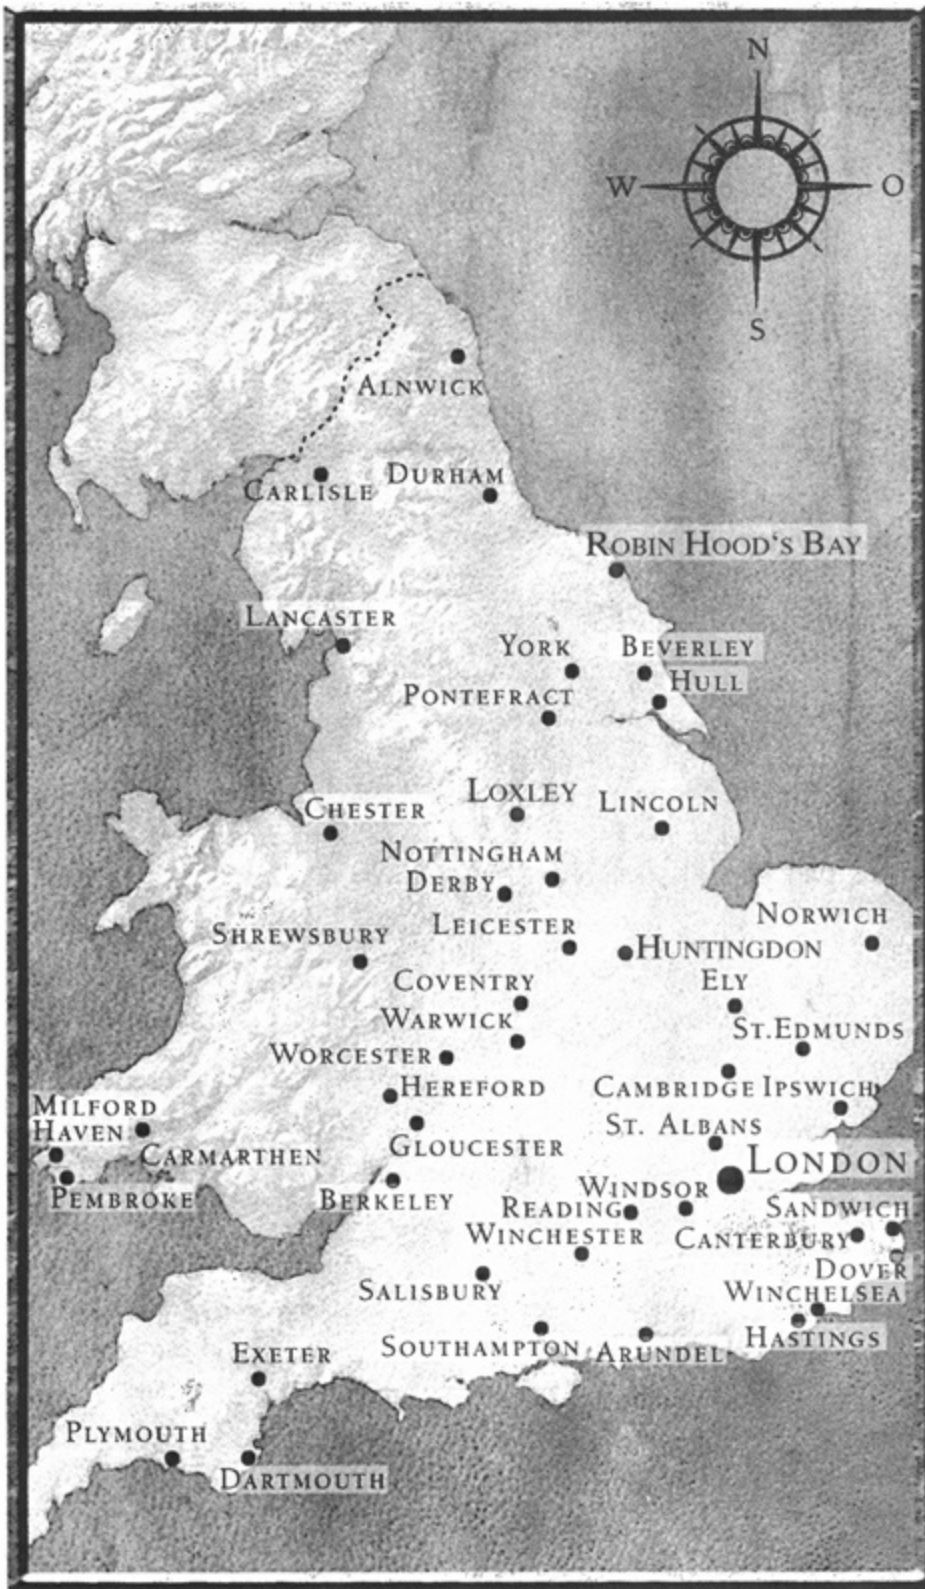 N
W O
S
ALNWICK
DURHAM
CARLISLE
ROBIN HOOD'S BAY
LANCASTER
YORK
BEVERLEY
HULL
PONTEFRACT
LOXLEY
LINCOLN
CHESTER
NOTTINGHAM
DERBY
NORWICH
LEICESTER
SHREWSBURY
HUNTINGDON
COVENTRY
ELY
WARWICK
ST.EDMUNDS
WORCESTER
HEREFORD
CAMBRIDGE
IPSWICH
MILFORD
HAVEN
ST. ALBANS
GLOUCESTER
CARMARTHEN
LONDON
WINDSOR
PEMBROKE
BERKELEY
READING
SANDWICH
WINCHESTER
CANTERBURY
DOVER
SALISBURY
WINCHELSEA
HASTINGS
SOUTHAMPTON
ARUNDEL
EXETER
PLYMOUTH
DARTMOUTH